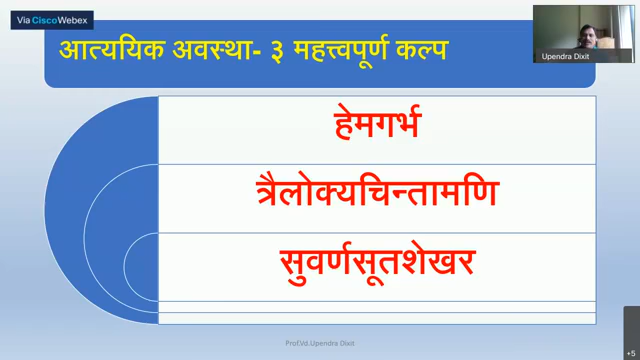 Via Cisco Webex
आत्ययिक अवस्था- ३ महत्त्वपूर्ण कल्प
Upendra Dixit
हेमगर्भ
त्रैलोक्यचिन्तामणि
सुवर्णसूतशेखर
Prof.Vd.Upendra Dixit
+5